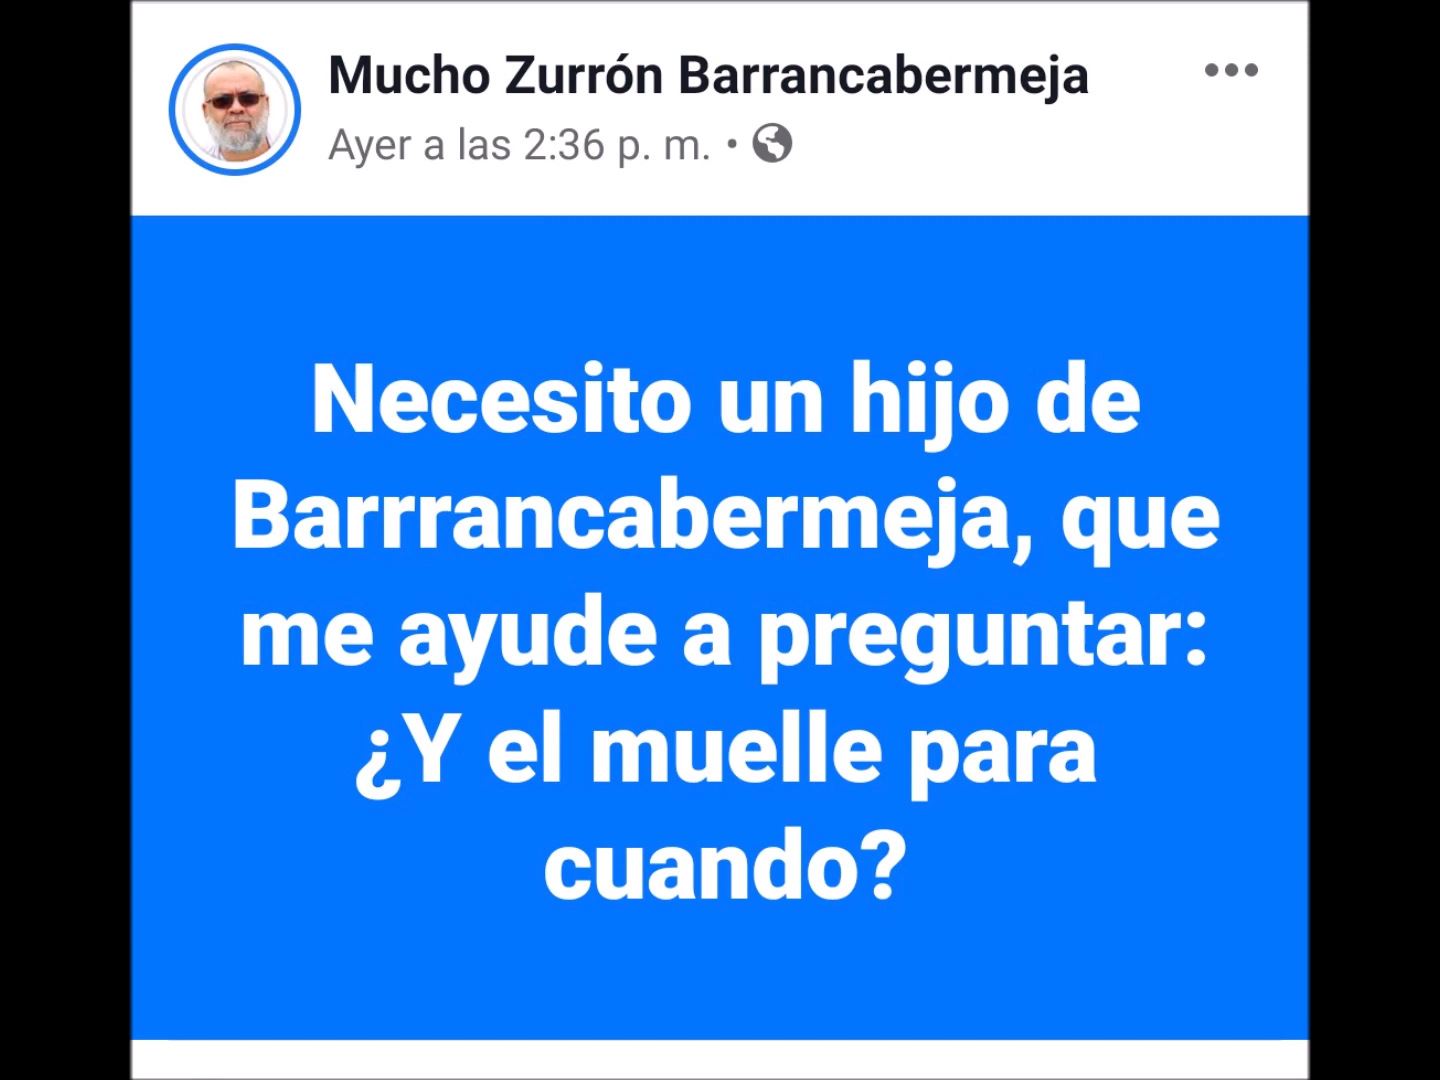 Mucho Zurrón Barrancabermeja
Ayer a las 2:36 p. m. •
Necesito un hijo de
Barrrancabermeja, que
me ayude a preguntar:
¿Y el muelle para
cuando?